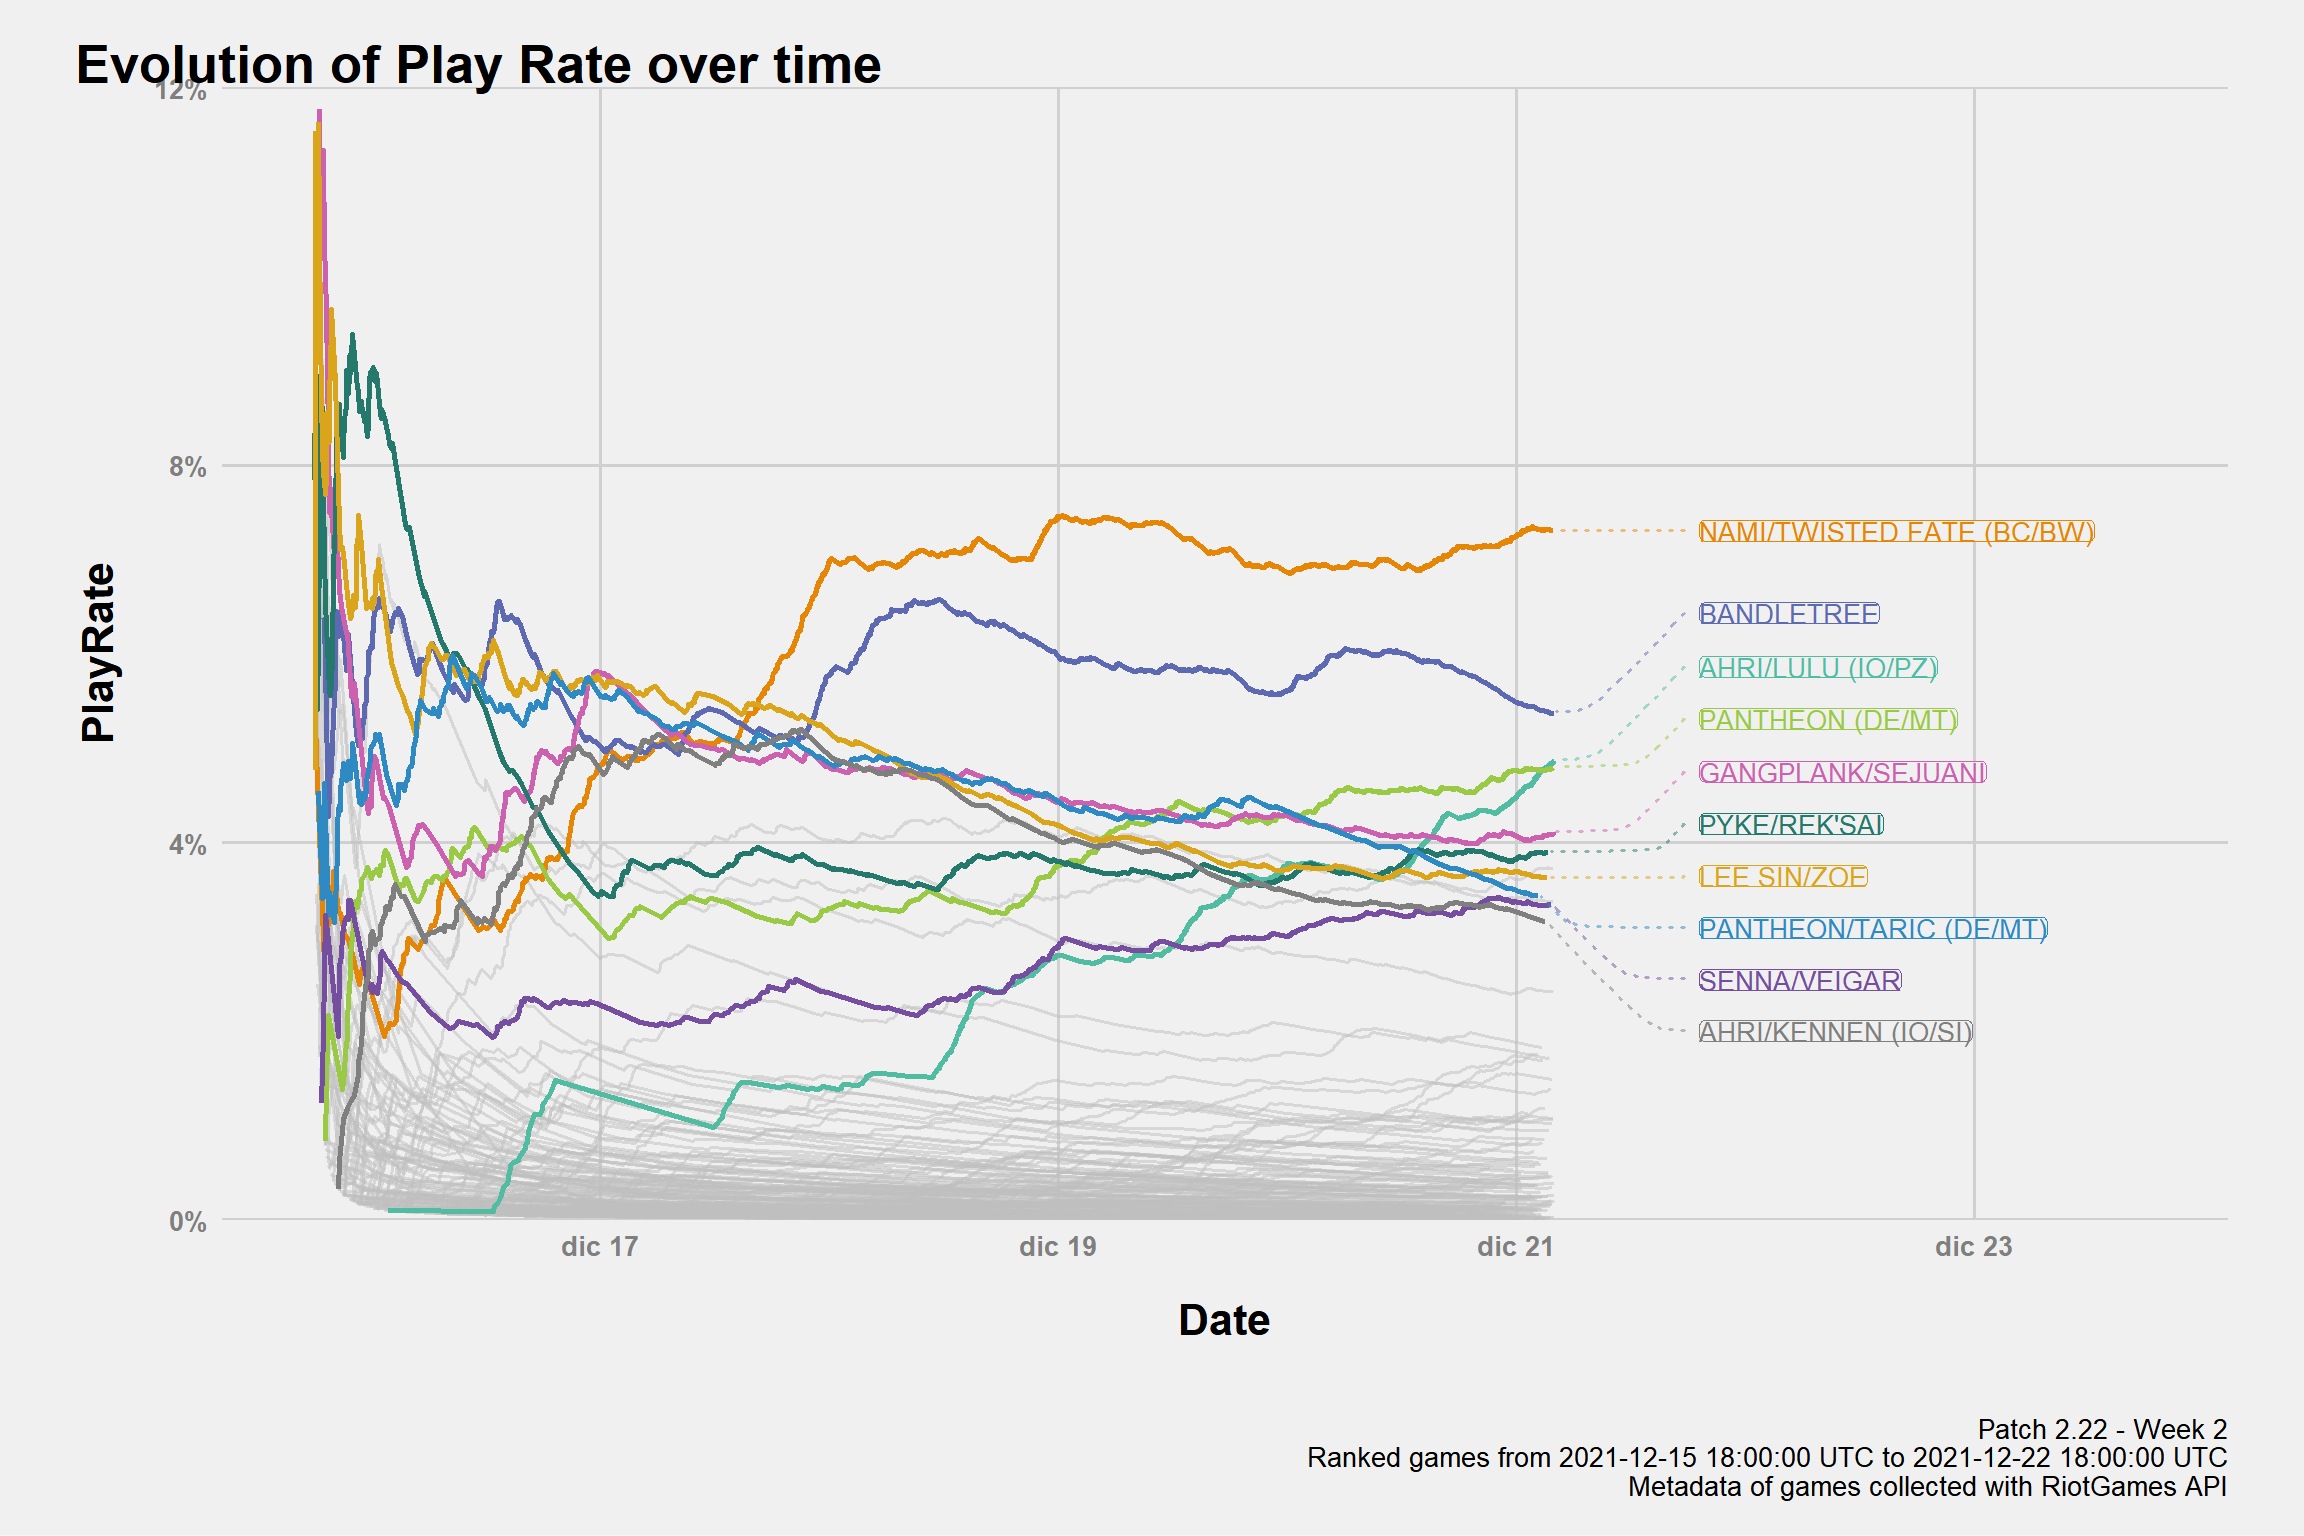 Evolution of Play Rate over time
12%
8%
4%
0%
PlayRate
NAMI/TWISTED FATE (BC/BW)
BANDLETREE
AHRI/LULU (IO/PZ)
PANTHEON (DE/MT)
GANGPLANK/SEJUANI
PYKE/REK'SAI
LEE SIN/ZOE
PANTHEON/TARIC (DE/MT)
SENNA/VEIGAR
AHRI/KENNEN (IO/SI)
dic 17 dic 19 dic 21 dic 23
Date
Patch 2.22 - Week 2
Ranked games from 2021-12-15 18:00:00 UTC to 2021-12-22 18:00:00 UTC
Metadata of games collected with RiotGames API